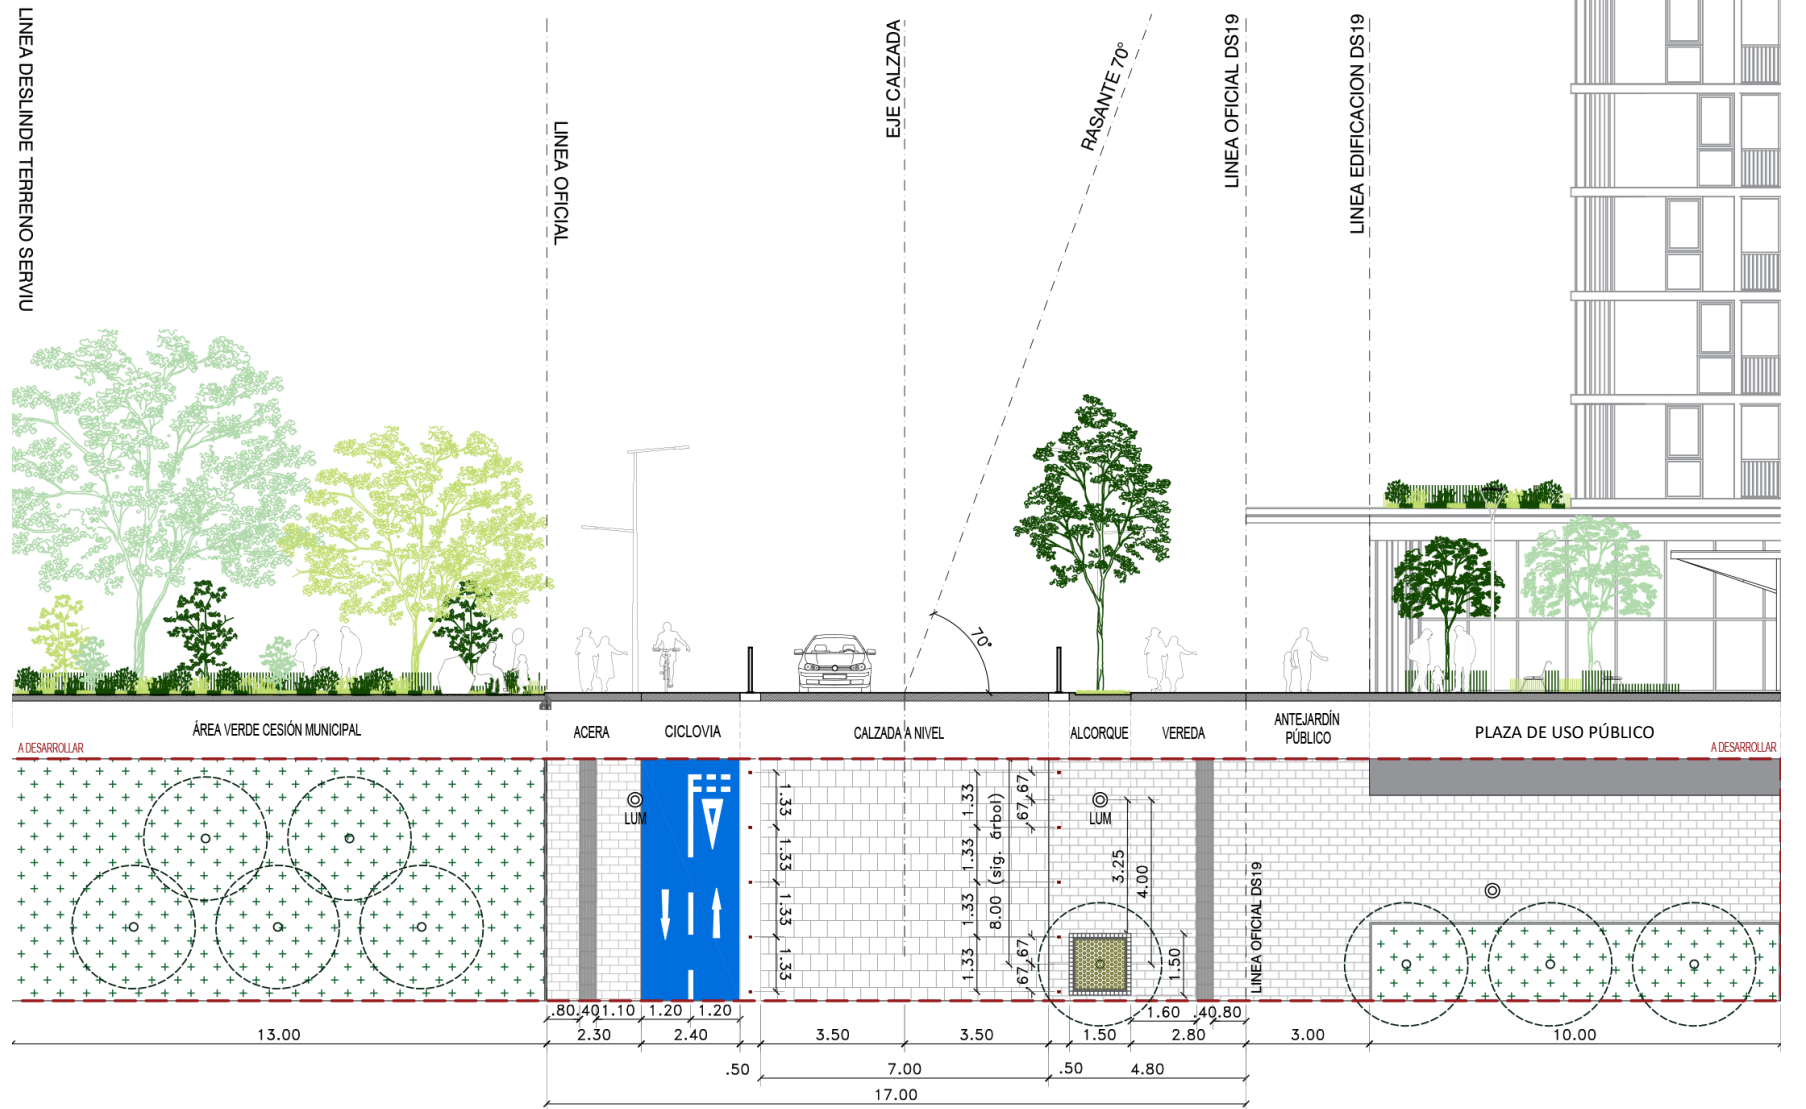 LINEA DESLINDE TERRENO SERVIU
LINEA OFICIAL
EJE CALZADA
RASANTE 70°
LINEA OFICIAL DS19
LINEA EDIFICACION DS19
70°
ÁREA VERDE CESIÓN MUNICIPAL
ACERA
CICLOVIA
CALZADA A NIVEL
ALCORQUE
VEREDA
ANTEJARDÍN
PÚBLICO
PLAZA DE USO PÚBLICO
A DESARROLLAR
A DESARROLLAR
LUM
1.33
1.33
1.33
1.33
1.33
1.33
1.33
1.33
8.00 (sig. árbol)
.67
.67
.67
.67
LUM
3.25
4.00
1.50
LINEA OFICIAL DS19
.80
.40
1.10
1.20
1.20
1.60
.40
.80
13.00
2.30
2.40
3.50
3.50
1.50
2.80
3.00
10.00
.50
7.00
.50
4.80
17.00